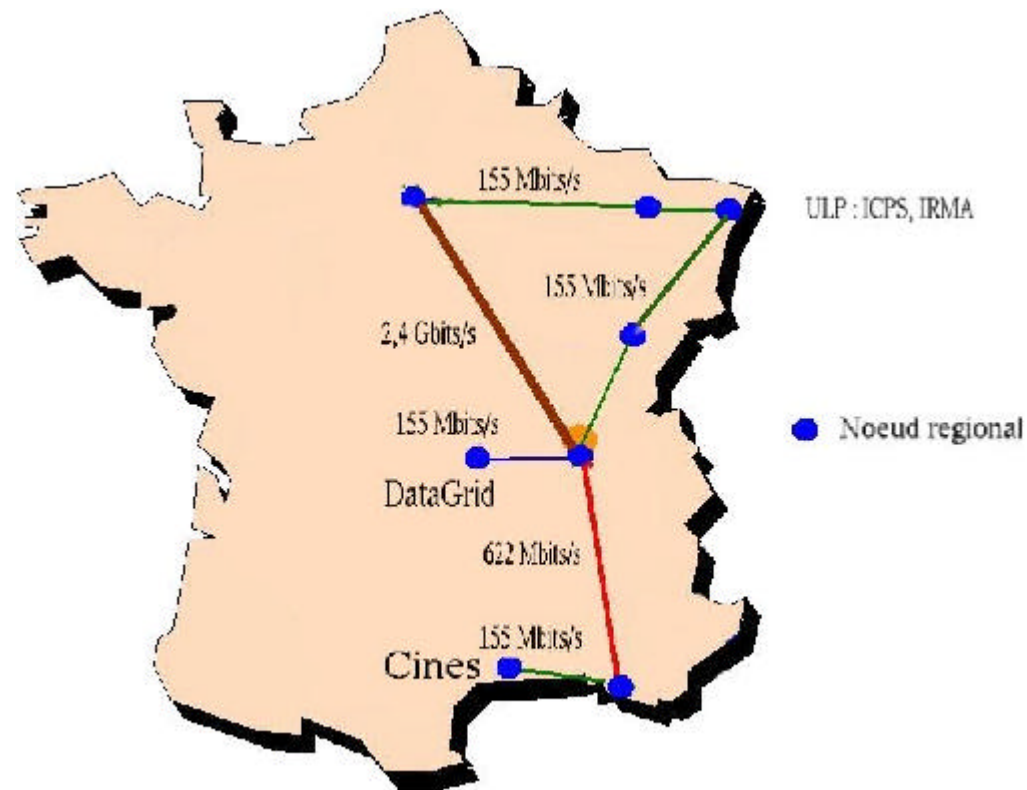 155 Mbits/s
ULP : ICPS, IRMA
155 Mbits/s
2,4 Gbits/s
155 Mbits/s
Noeud regional
DataGrid
622 Mbits/s
155 Mbits/s
Cines